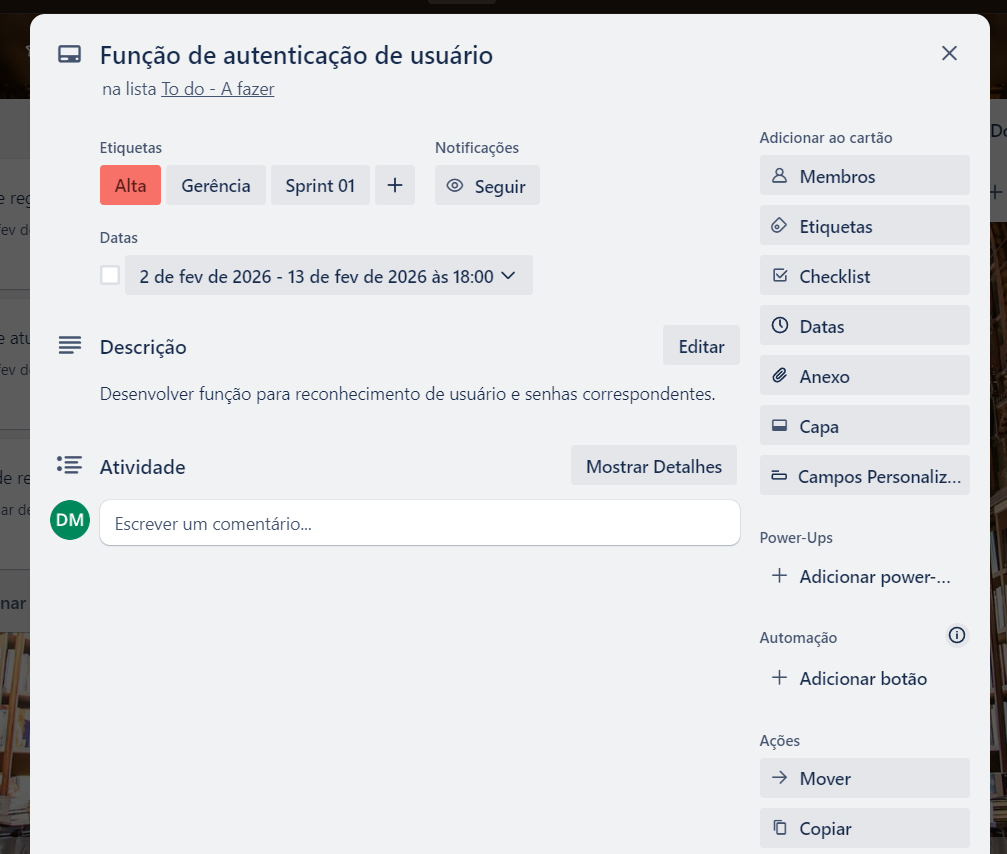 Função de autenticação de usuário
na lista To do - A fazer
Etiquetas
Notificações
Alta
Gerência
Sprint 01
Seguir
Datas
2 de fev de 2026 - 13 de fev de 2026 às 18:00
Descrição
Editar
Desenvolver função para reconhecimento de usuário e senhas correspondentes.
Atividade
Mostrar Detalhes
DM
Escrever um comentário...
Adicionar ao cartão
Membros
Etiquetas
Checklist
Datas
Anexo
Capa
Campos Personaliz...
Power-Ups
Adicionar power-...
Automação
Adicionar botão
Ações
Mover
Copiar